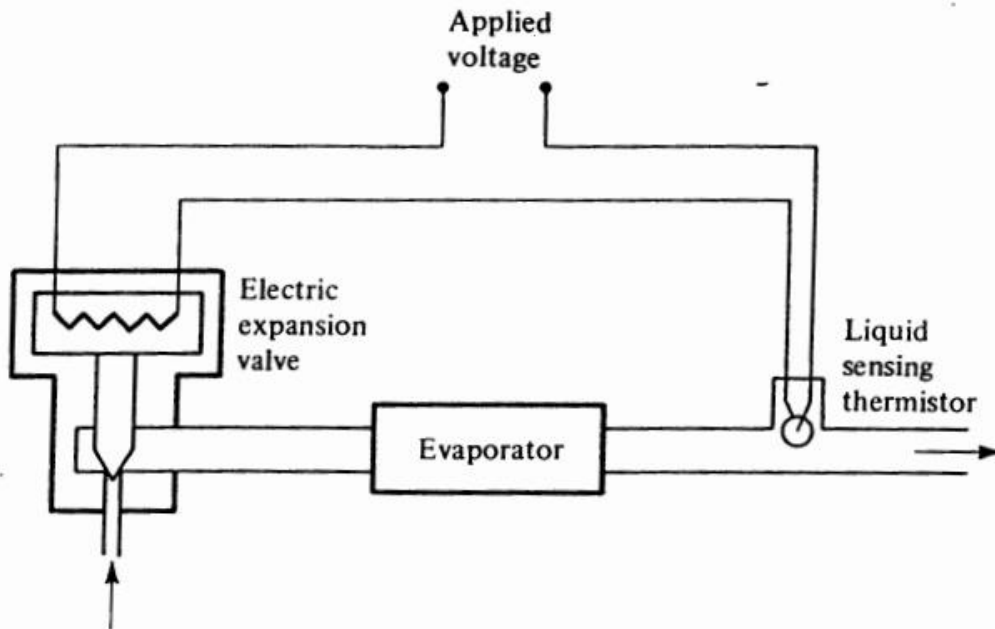 Applied
voltage
Electric
expansion
valve
Liquid
sensing
thermistor
Evaporator